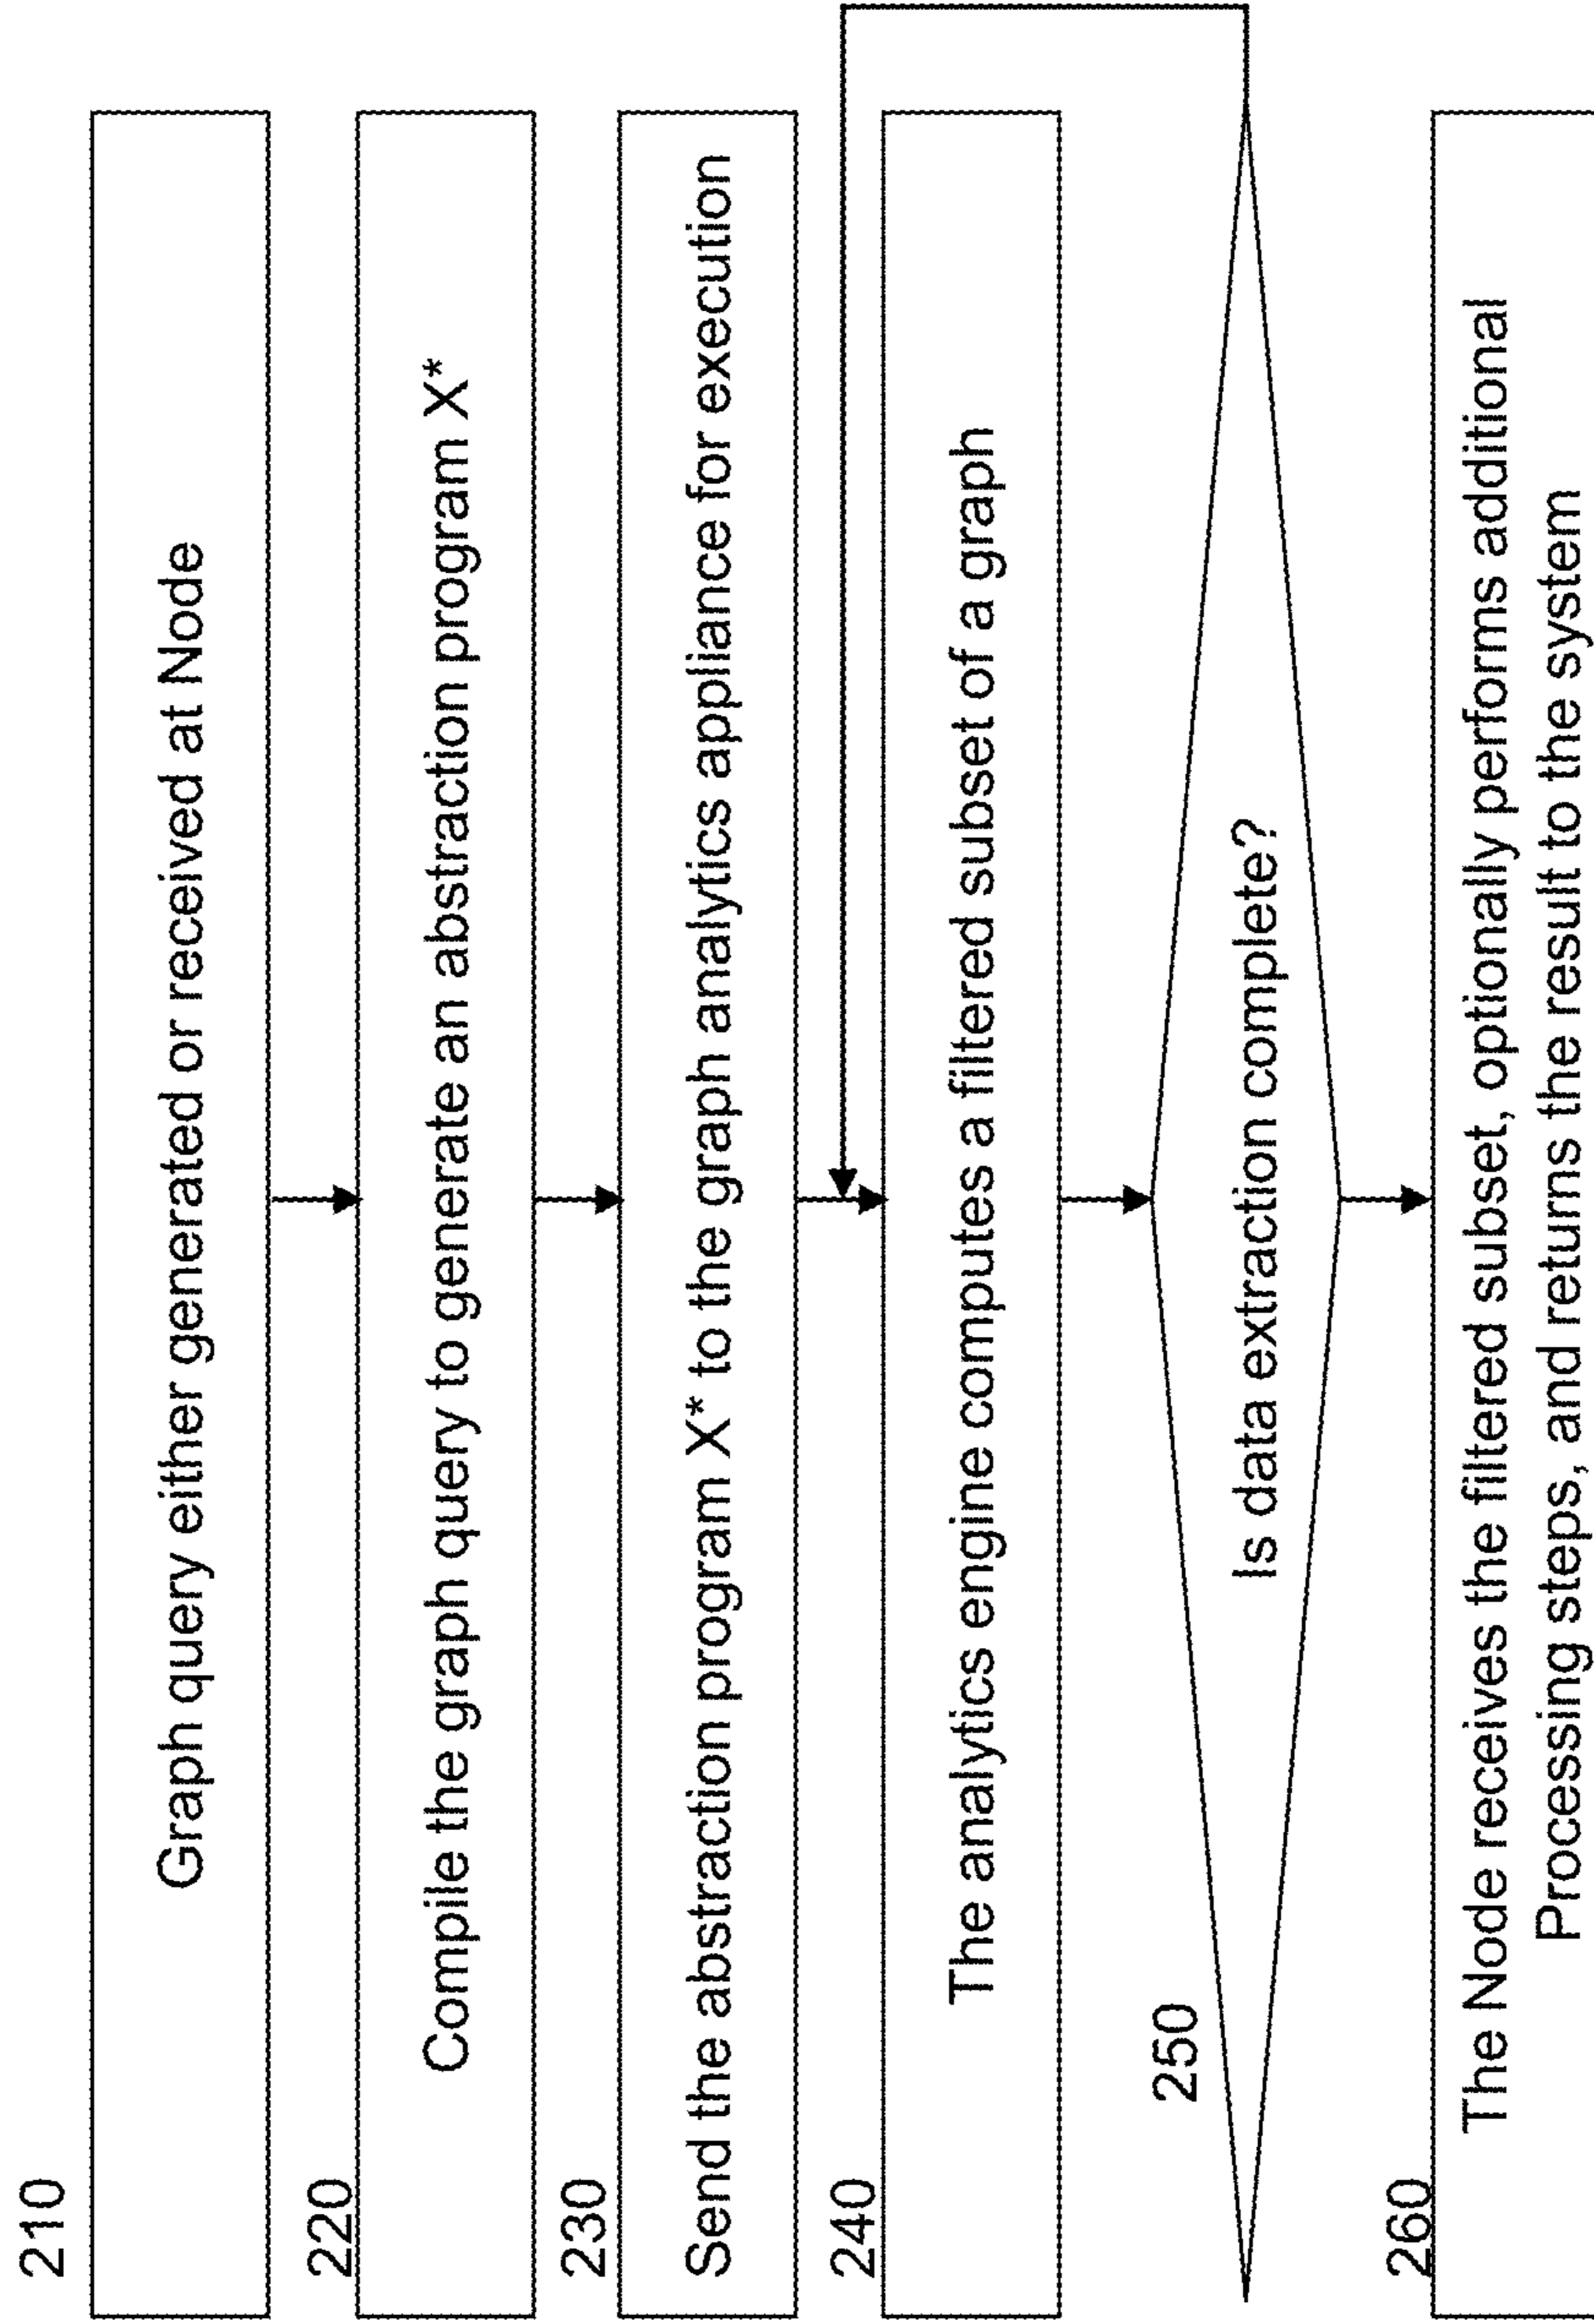 210
Graph query either generated or received at Node
220
Compile the graph query to generate an abstraction program X*
230
Send the abstraction program X* to the graph analytics appliance for execution
240
The analytics engine computes a filtered subset of a graph
250
Is data extraction complete?
260
The Node receives the filtered subset, optionally performs additional
Processing steps, and returns the result to the system